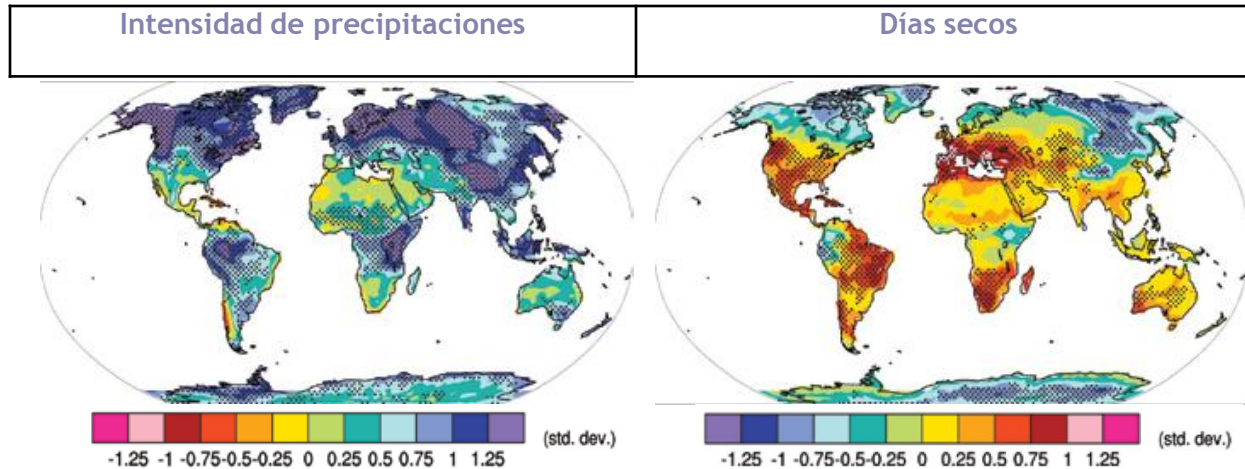 Intensidad de precipitaciones
Días secos
(std. dev.)
-1.25 -1 -0.75 -0.5 -0.25 0 0.25 0.5 0.75 1 1.25
(std. dev.)
-1.25 -1 -0.75 -0.5 -0.25 0 0.25 0.5 0.75 1 1.25